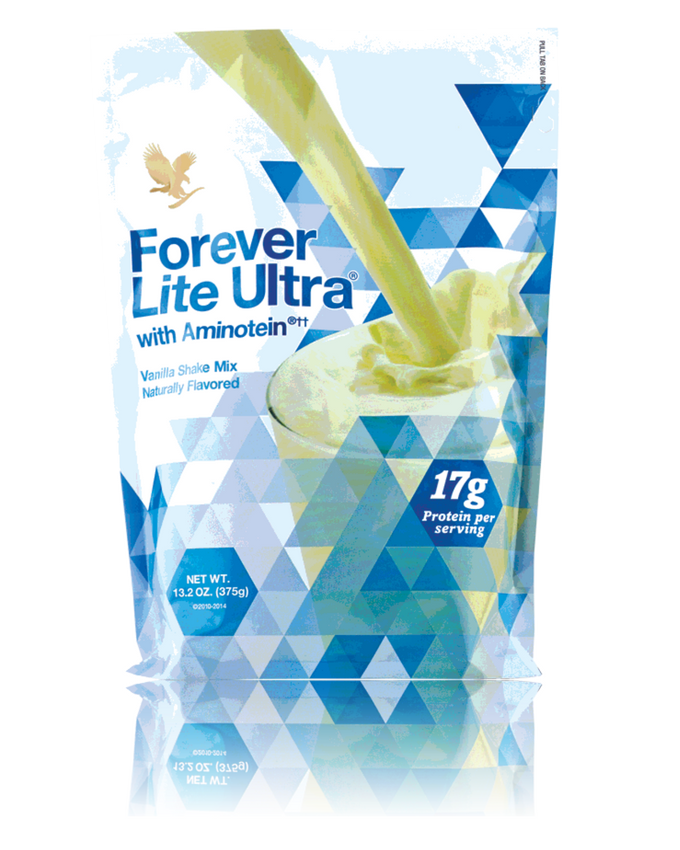 PULL TAB ON BACK
Forever
Lite Ultra®
with Aminotein®††
Vanilla Shake Mix
Naturally Flavored
17g
Protein per
serving
NET WT.
13.2 OZ. (375g)
©2010-2014